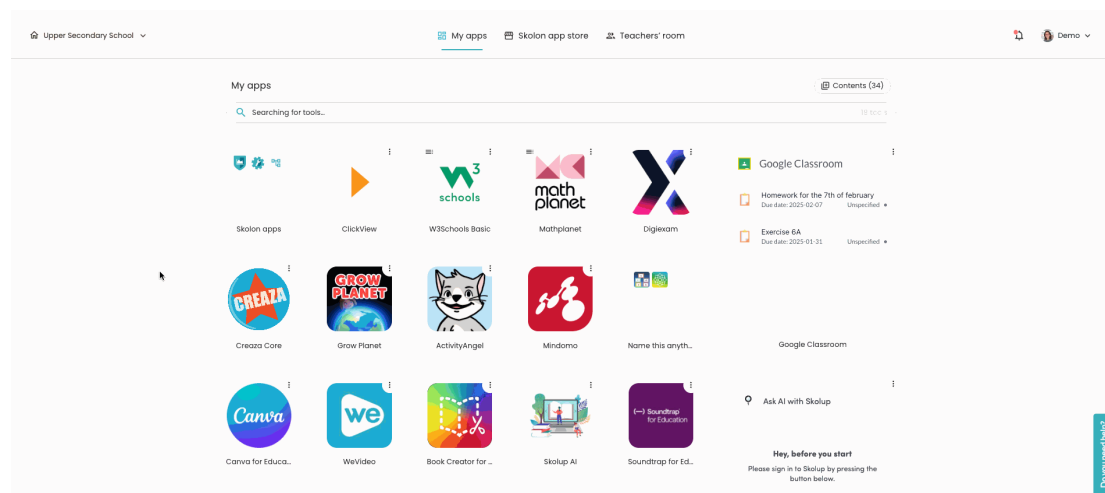 Upper Secondary School
My apps
Skolon app store
Teachers' room
Demo
My apps
Contents (34)
Searching for tools...
W3
schools
math
planet
Google Classroom
Homework for the 7th of february
Due date: 2025-02-07
Unspecified
Exercise 6A
Due date: 2025-01-31
Unspecified
Skolon apps
ClickView
W3Schools Basic
Mathplanet
Digiexam
CREAZA
GROW
PLANET
Creaza Core
Grow Planet
ActivityAngel
Mindomo
Name this anyth...
Google Classroom
Canva
we
Soundtrap
for Education
Ask AI with Skolup
Canva for Educa...
WeVideo
Book Creator for ...
Skolup AI
Soundtrap for Ed...
Hey, before you start
Please sign in to Skolup by pressing the
button below.
Do you need help?